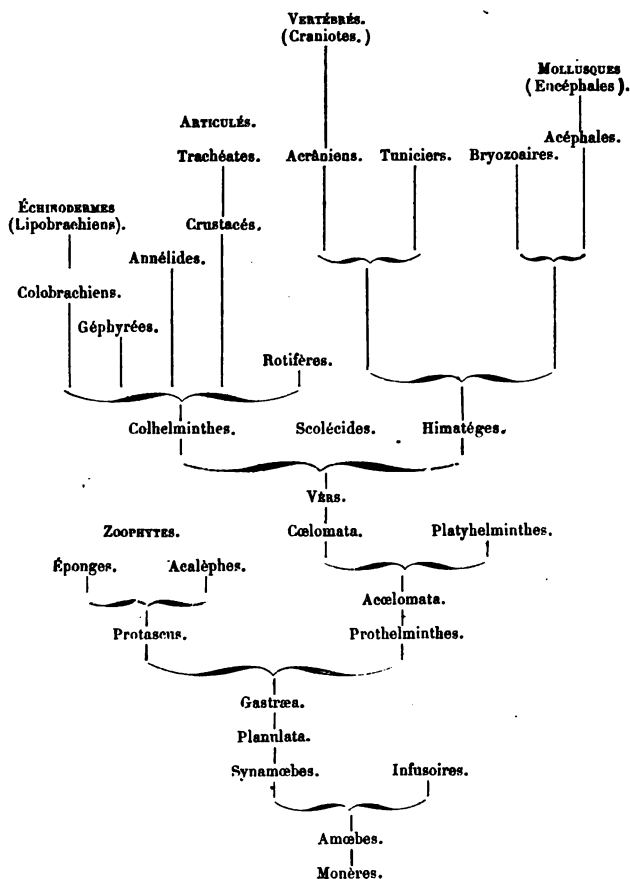 VERTÉBRÉS.
(Craniotes.)
MOLLUSQUES
(Encéphales).
ARTICULÉS.
Acéphales.
Trachéates. Acrâniens. Tuniciers. Bryozoaires.
ÉCHINODERMES
(Lipobrachiens). Crustacés.
Annélides.
Colobrachiens.
Géphyrées.
Rotifères.
Colhelminthes. Scolécides. Himatéges.
VERS.
ZOOPHYTES. Cœlomata. Platyhelminthes.
Éponges. Acalèphes.
Acœlomata.
Protascus. Prothelminthes.
Gastræa.
Planulata.
Synamœbes. Infusoires.
Amœbes.
Monères.